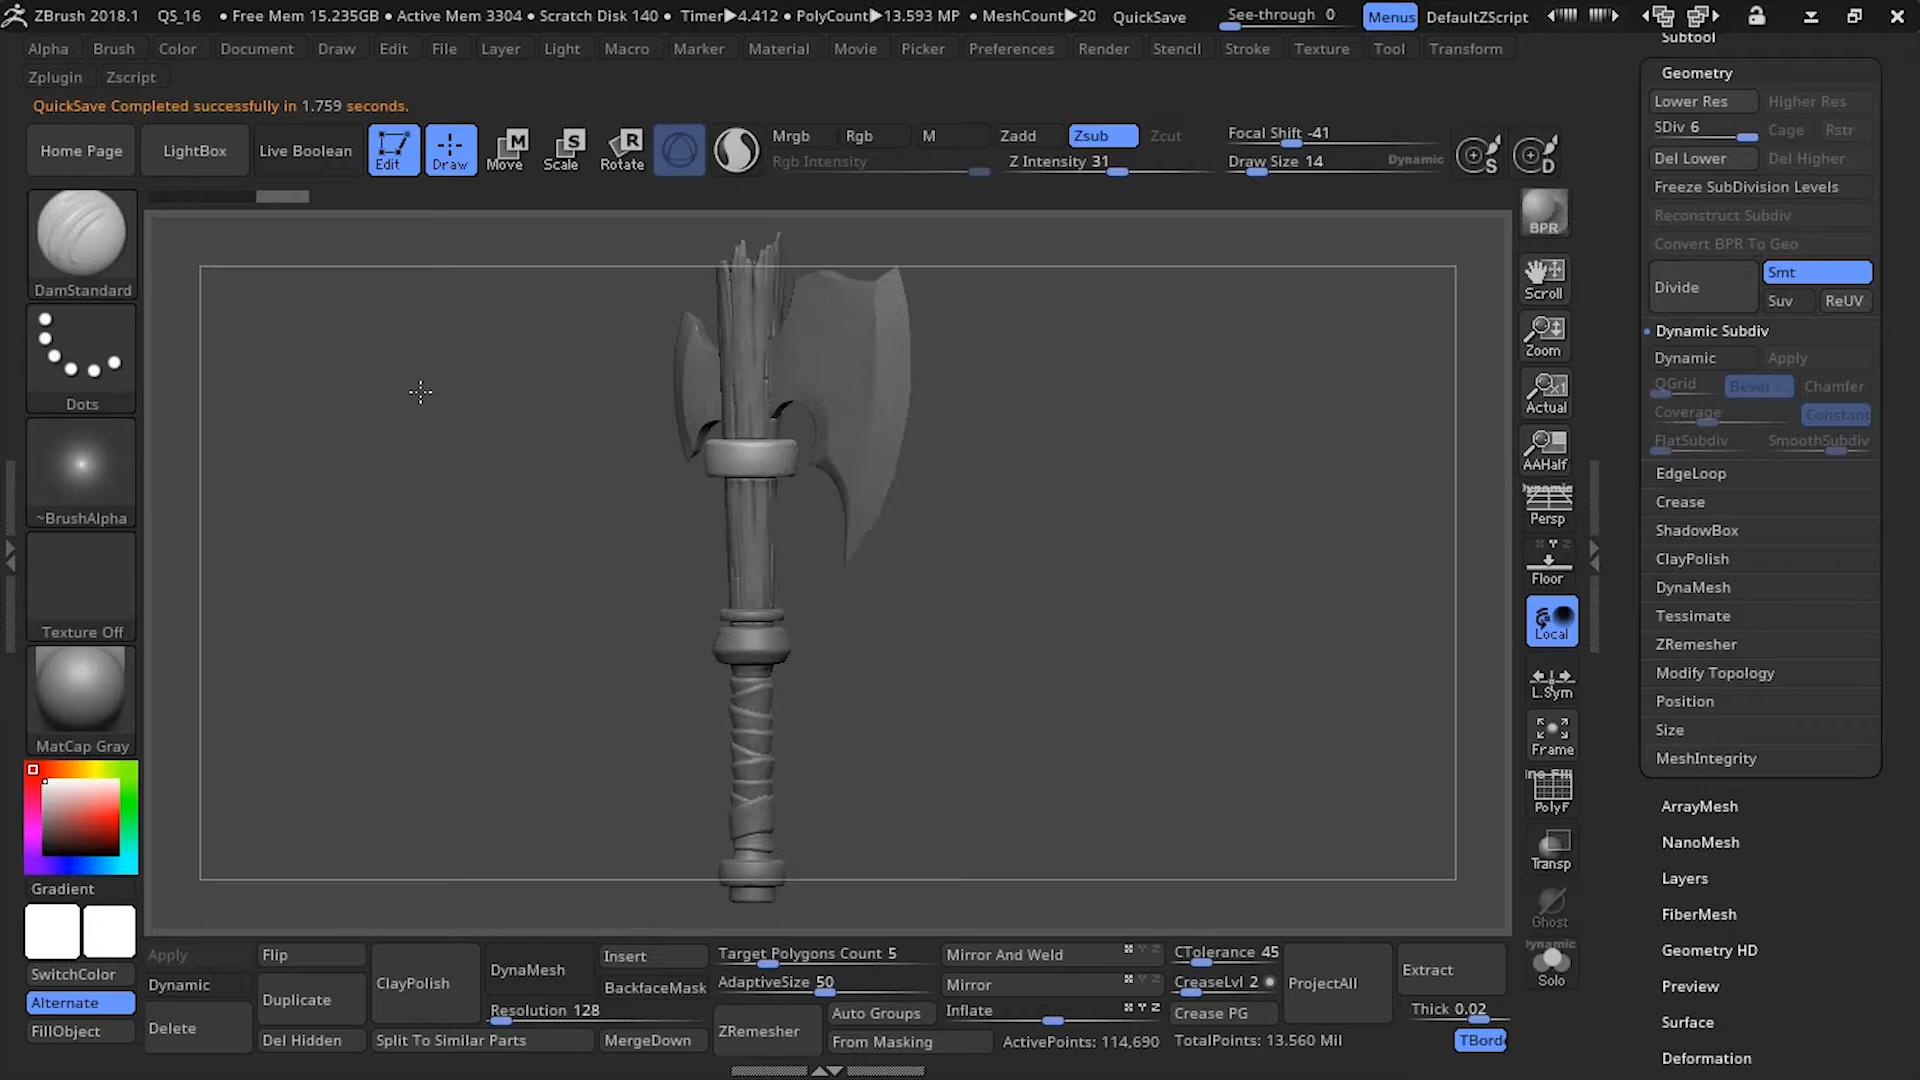 ZBrush 2018.1 QS_16 • Free Mem 15.235GB • Active Mem 3304 • Scratch Disk 140 • Timer▶4.412 • PolyCount▶13.593 MP • MeshCount▶20 QuickSave See-through 0 Menus DefaultZScript
Alpha Brush Color Document Draw Edit File Layer Light Macro Marker Material Movie Picker Preferences Render Stencil Stroke Texture Tool Transform
Zplugin Zscript
QuickSave Completed successfully in 1.759 seconds.
Home Page LightBox Live Boolean Edit Draw Move Scale Rotate
M S R
Mrgb Rgb M Zadd Zsub Zcut
Rgb Intensity Z Intensity 31
Focal Shift -41
Draw Size 14 Dynamic
S D
DamStandard
Dots
~BrushAlpha
Texture Off
MatCap Gray
Gradient
SwitchColor
Alternate
FillObject
BPR
Scroll
Zoom
Actual
AAHalf
Dynamic
Persp
X Y Z
Floor
Local
L.Sym
Frame
PolyF
Transp
Ghost
Dynamic
Solo
Subtool
Geometry
Lower Res Higher Res
SDiv 6 Cage Rstr
Del Lower Del Higher
Freeze SubDivision Levels
Reconstruct Subdiv
Convert BPR To Geo
Divide Smt
Suv ReUV
Dynamic Subdiv
Dynamic Apply
QGrid Bevel Chamfer
Coverage Constant
FlatSubdiv SmoothSubdiv
EdgeLoop
Crease
ShadowBox
ClayPolish
DynaMesh
Tessimate
ZRemesher
Modify Topology
Position
Size
MeshIntegrity
ArrayMesh
NanoMesh
Layers
FiberMesh
Geometry HD
Preview
Surface
Deformation
Apply Flip ClayPolish DynaMesh Insert Target Polygons Count 5 Mirror And Weld CTolerance 45 ProjectAll Extract
Dynamic Duplicate BackfaceMask AdaptiveSize 50 Mirror CreaseLvl 2
Delete Resolution 128 ZRemesher Auto Groups Inflate Crease PG Thick 0.02
Del Hidden Split To Similar Parts MergeDown From Masking ActivePoints: 114,690 TotalPoints: 13.560 Mil TBord